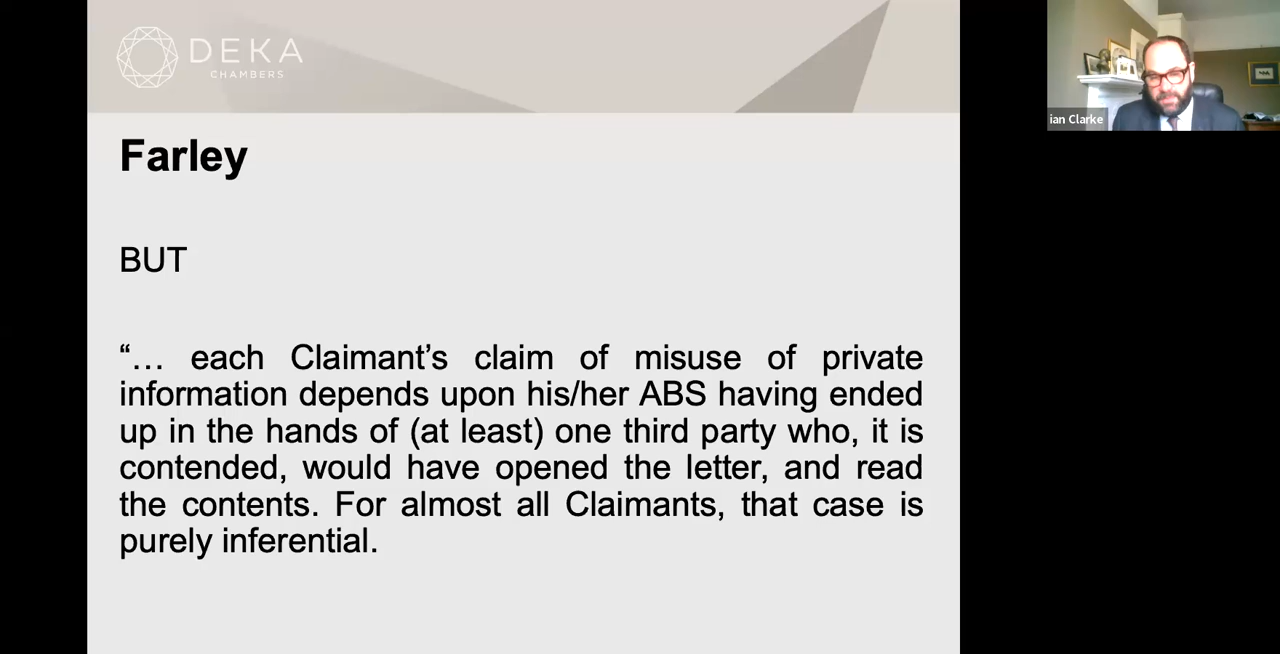 DEKA
CHAMBERS
ian Clarke
Farley
BUT
“… each Claimant’s claim of misuse of private
information depends upon his/her ABS having ended
up in the hands of (at least) one third party who, it is
contended, would have opened the letter, and read
the contents. For almost all Claimants, that case is
purely inferential.